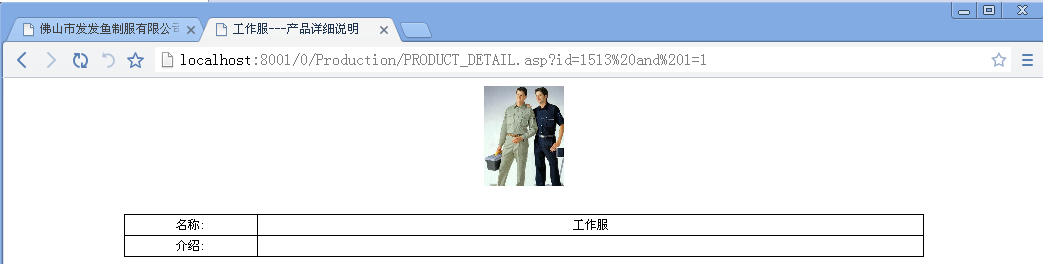 佛山市发发鱼制服有限公司
工作服---产品详细说明
localhost:8001/0/Production/PRODUCT_DETAIL.asp?id=1513%20and%201=1
名称: 工作服
介绍: